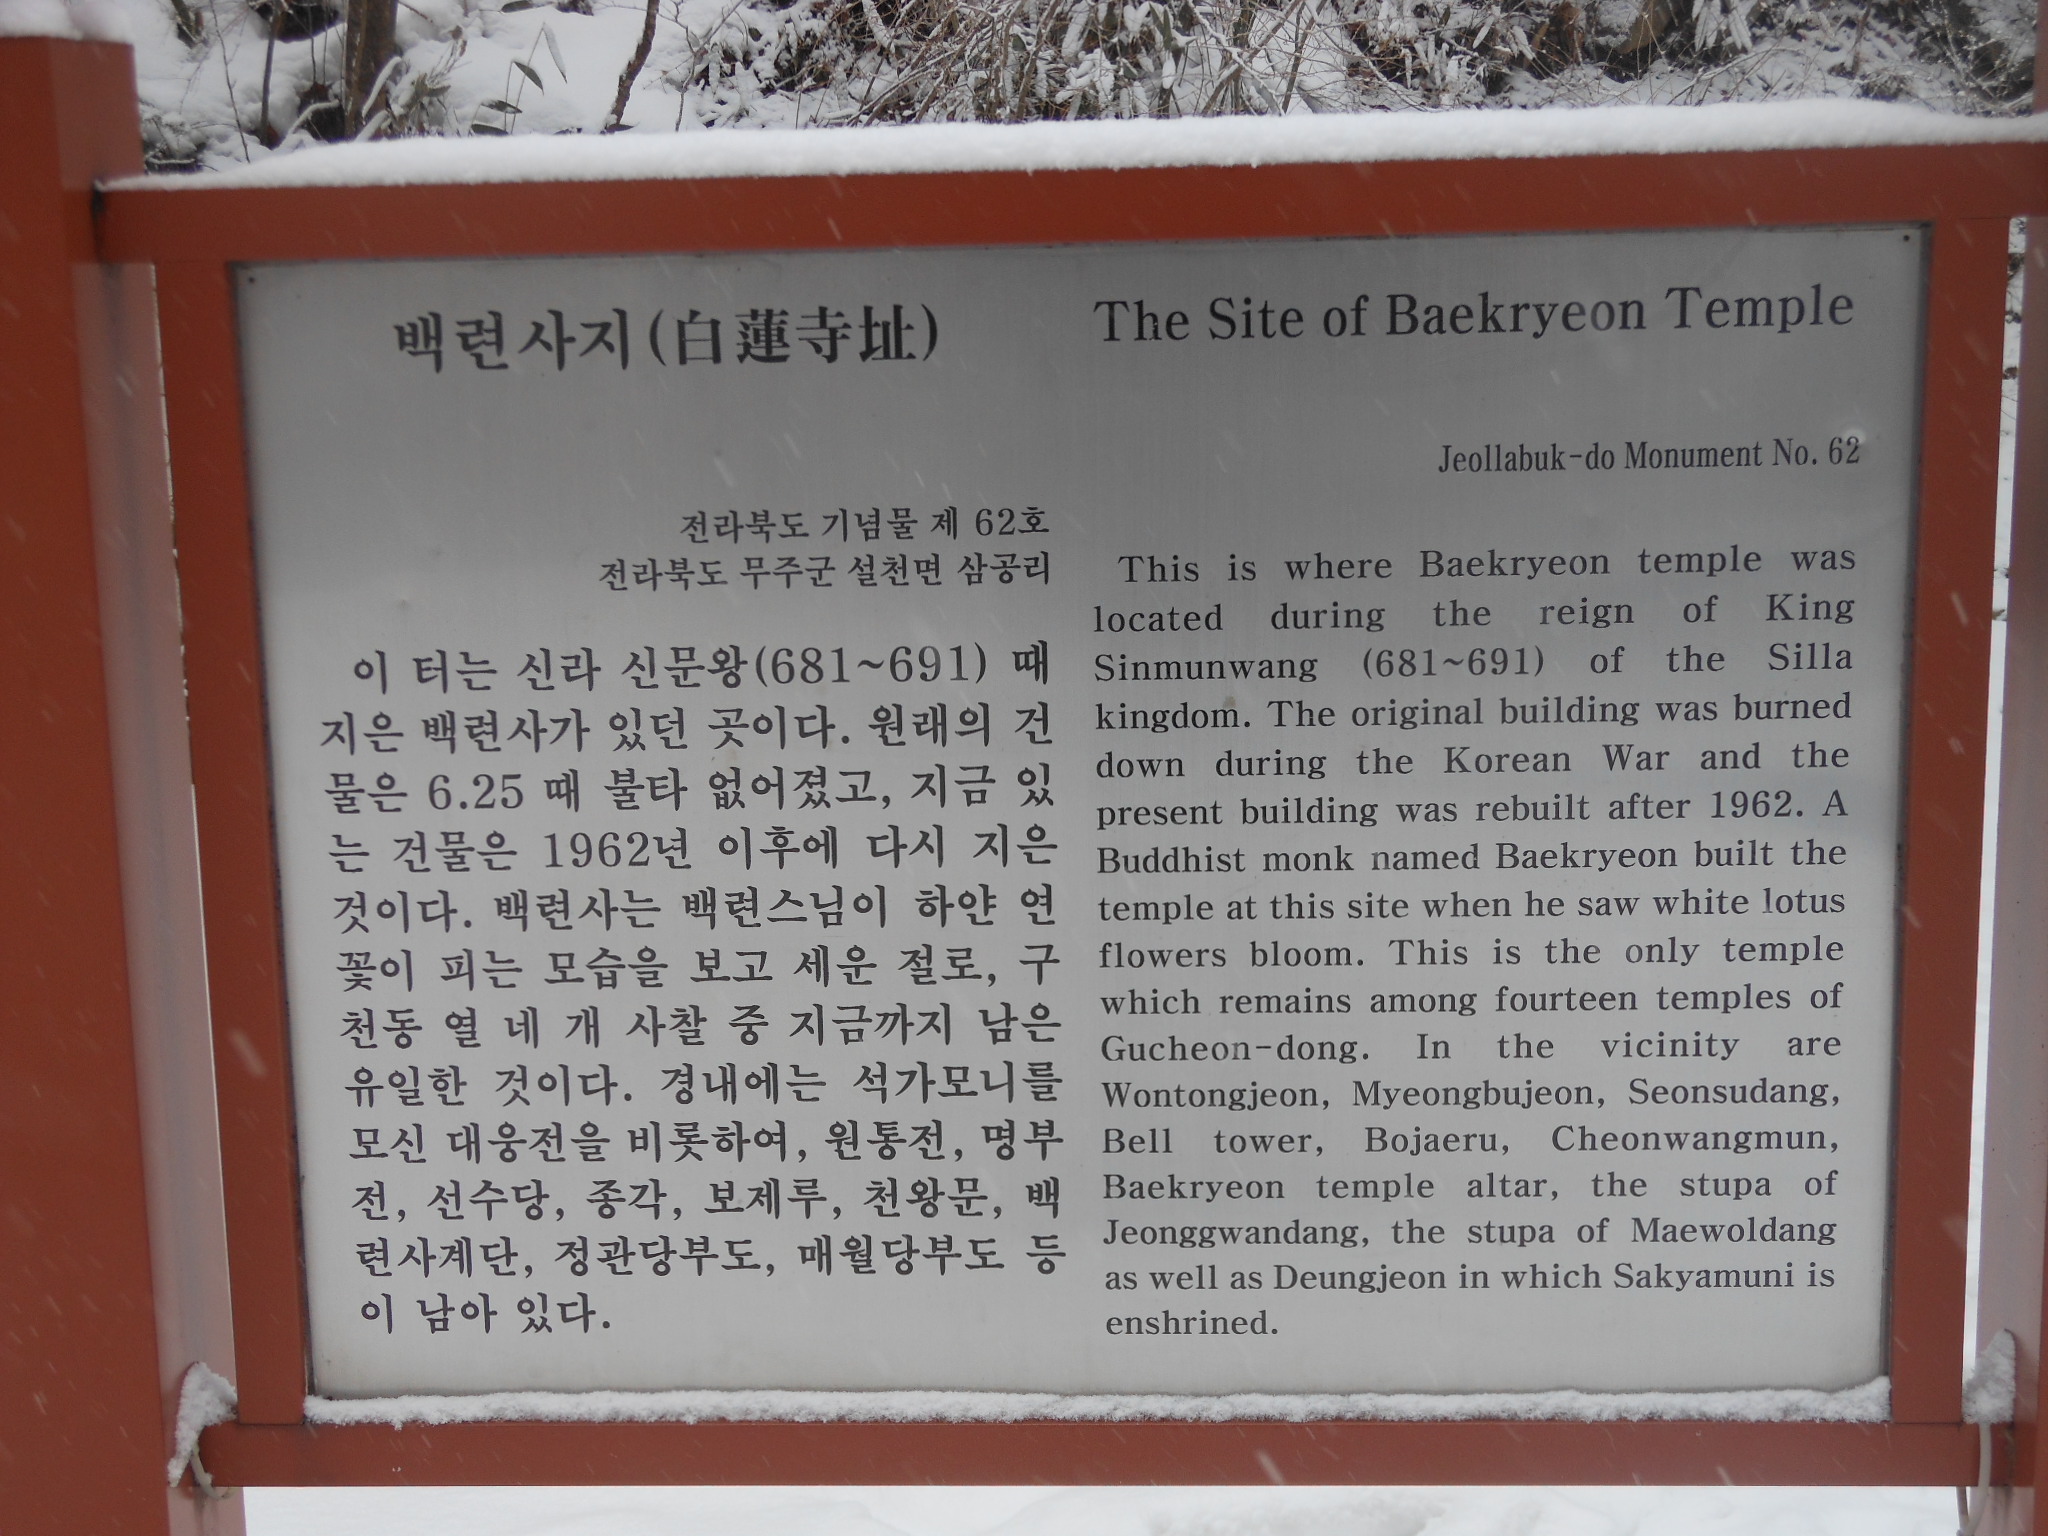 백련사지(白蓮寺址)
전라북도 기념물 제 62호
전라북도 무주군 설천면 삼공리
이 터는 신라 신문왕(681~691) 때
지은 백련사가 있던 곳이다. 원래의 건
물은 6.25 때 불타 없어졌고, 지금 있
는 건물은 1962년 이후에 다시 지은
것이다. 백련사는 백련스님이 하얀 연
꽃이 피는 모습을 보고 세운 절로, 구
천동 열 네 개 사찰 중 지금까지 남은
유일한 것이다. 경내에는 석가모니를
모신 대웅전을 비롯하여, 원통전, 명부
전, 선수당, 종각, 보제루, 천왕문, 백
련사계단, 정관당부도, 매월당부도 등
이 남아 있다.
The Site of Baekryeon Temple
Jeollabuk-do Monument No. 62
This is where Baekryeon temple was
located during the reign of King
Sinmunwang (681~691) of the Silla
kingdom. The original building was burned
down during the Korean War and the
present building was rebuilt after 1962. A
Buddhist monk named Baekryeon built the
temple at this site when he saw white lotus
flowers bloom. This is the only temple
which remains among fourteen temples of
Gucheon-dong. In the vicinity are
Wontongjeon, Myeongbujeon, Seonsudang,
Bell tower, Bojaeru, Cheonwangmun,
Baekryeon temple altar, the stupa of
Jeonggwandang, the stupa of Maewoldang
as well as Deungjeon in which Sakyamuni is
enshrined.